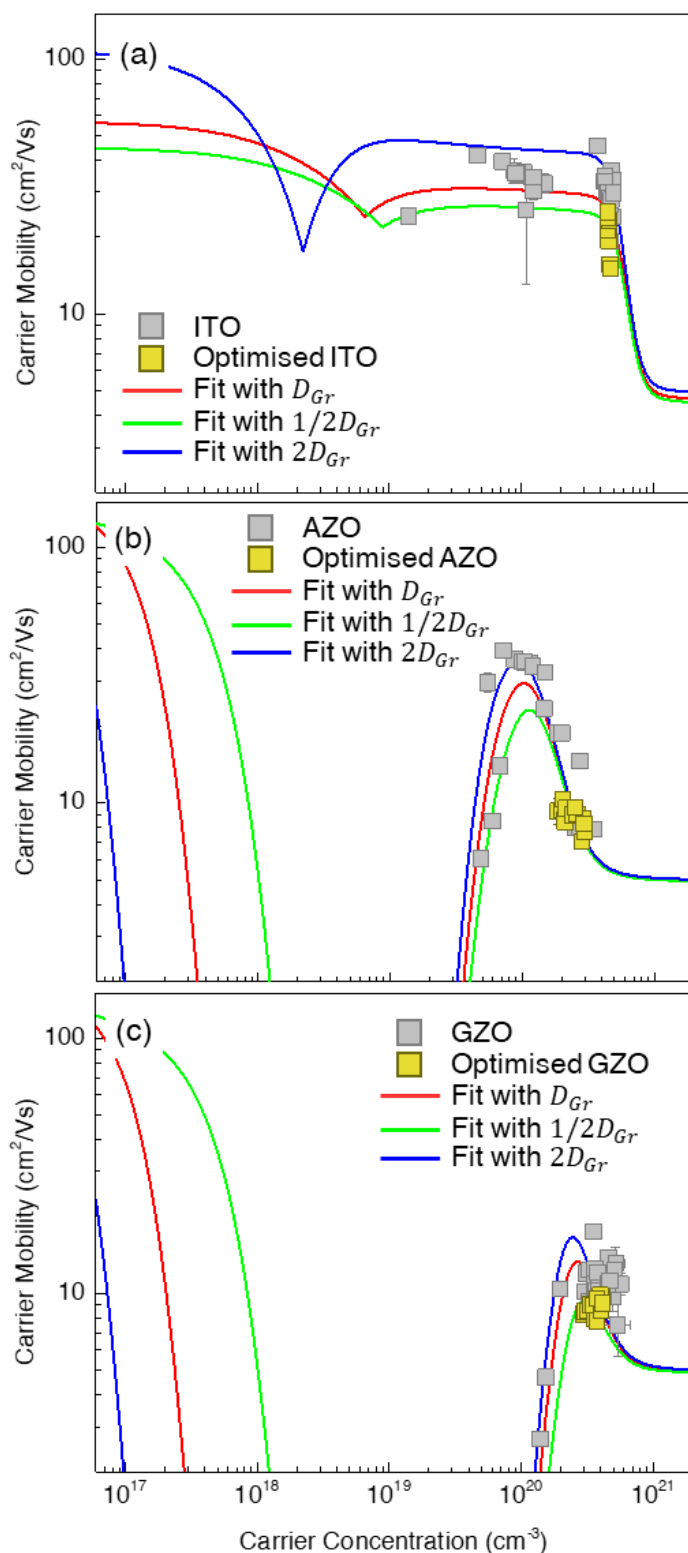 (a)
100
10
Carrier Mobility (cm²/Vs)
ITO
Optimised ITO
Fit with D_Gr
Fit with 1/2D_Gr
Fit with 2D_Gr
(b)
100
10
Carrier Mobility (cm²/Vs)
AZO
Optimised AZO
Fit with D_Gr
Fit with 1/2D_Gr
Fit with 2D_Gr
(c)
100
10
Carrier Mobility (cm²/Vs)
GZO
Optimised GZO
Fit with D_Gr
Fit with 1/2D_Gr
Fit with 2D_Gr
10¹⁷ 10¹⁸ 10¹⁹ 10²⁰ 10²¹
Carrier Concentration (cm⁻³)